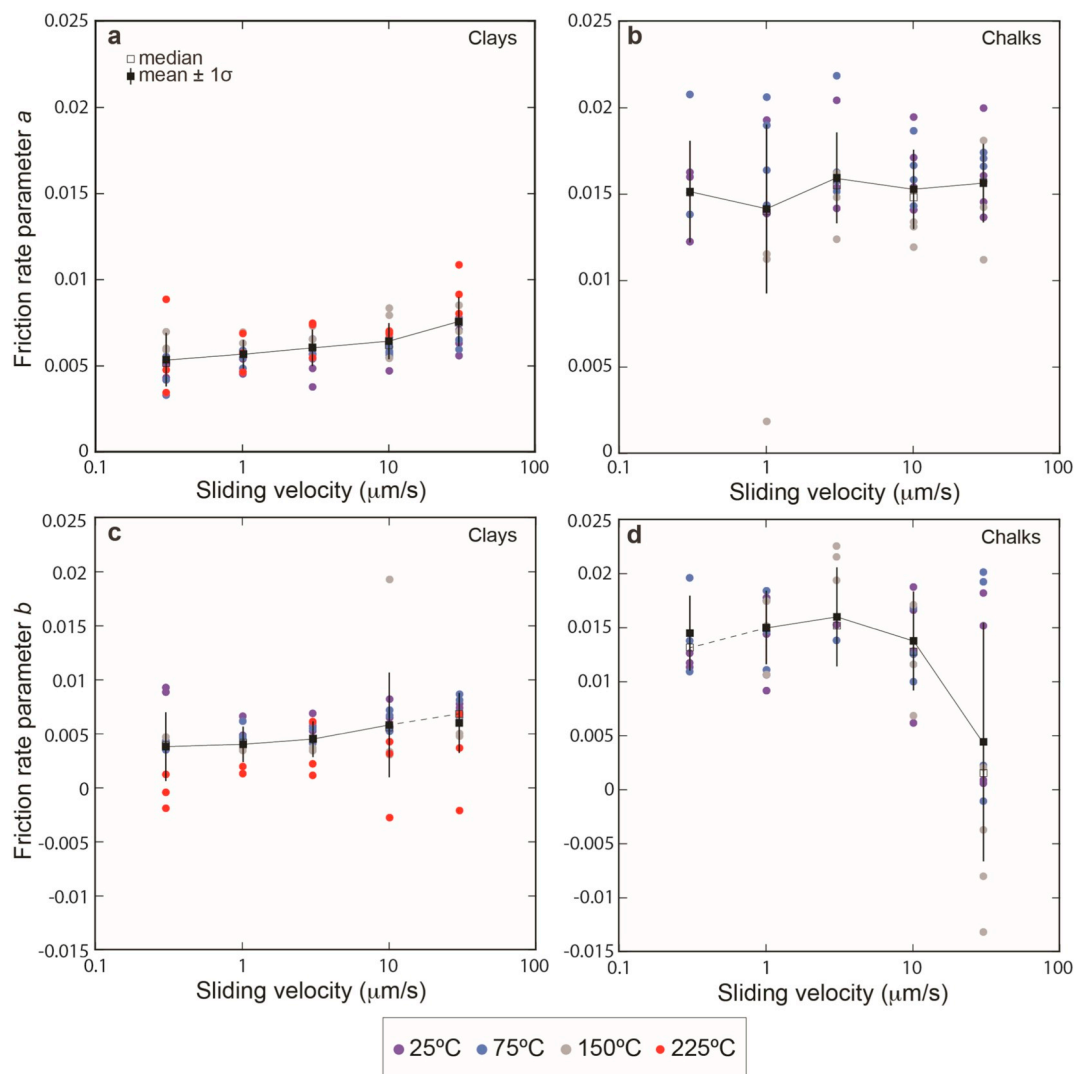 a
Clays
median
mean ± 1σ
0.025
0.02
0.015
0.01
0.005
0
0.1
1
10
100
Friction rate parameter a
Sliding velocity (μm/s)
b
Chalks
0.025
0.02
0.015
0.01
0.005
0
0.1
1
10
100
Sliding velocity (μm/s)
c
Clays
0.025
0.02
0.015
0.01
0.005
0
-0.005
-0.01
-0.015
0.1
1
10
100
Friction rate parameter b
Sliding velocity (μm/s)
d
Chalks
0.025
0.02
0.015
0.01
0.005
0
-0.005
-0.01
-0.015
0.1
1
10
100
Sliding velocity (μm/s)
25ºC
75ºC
150ºC
225ºC